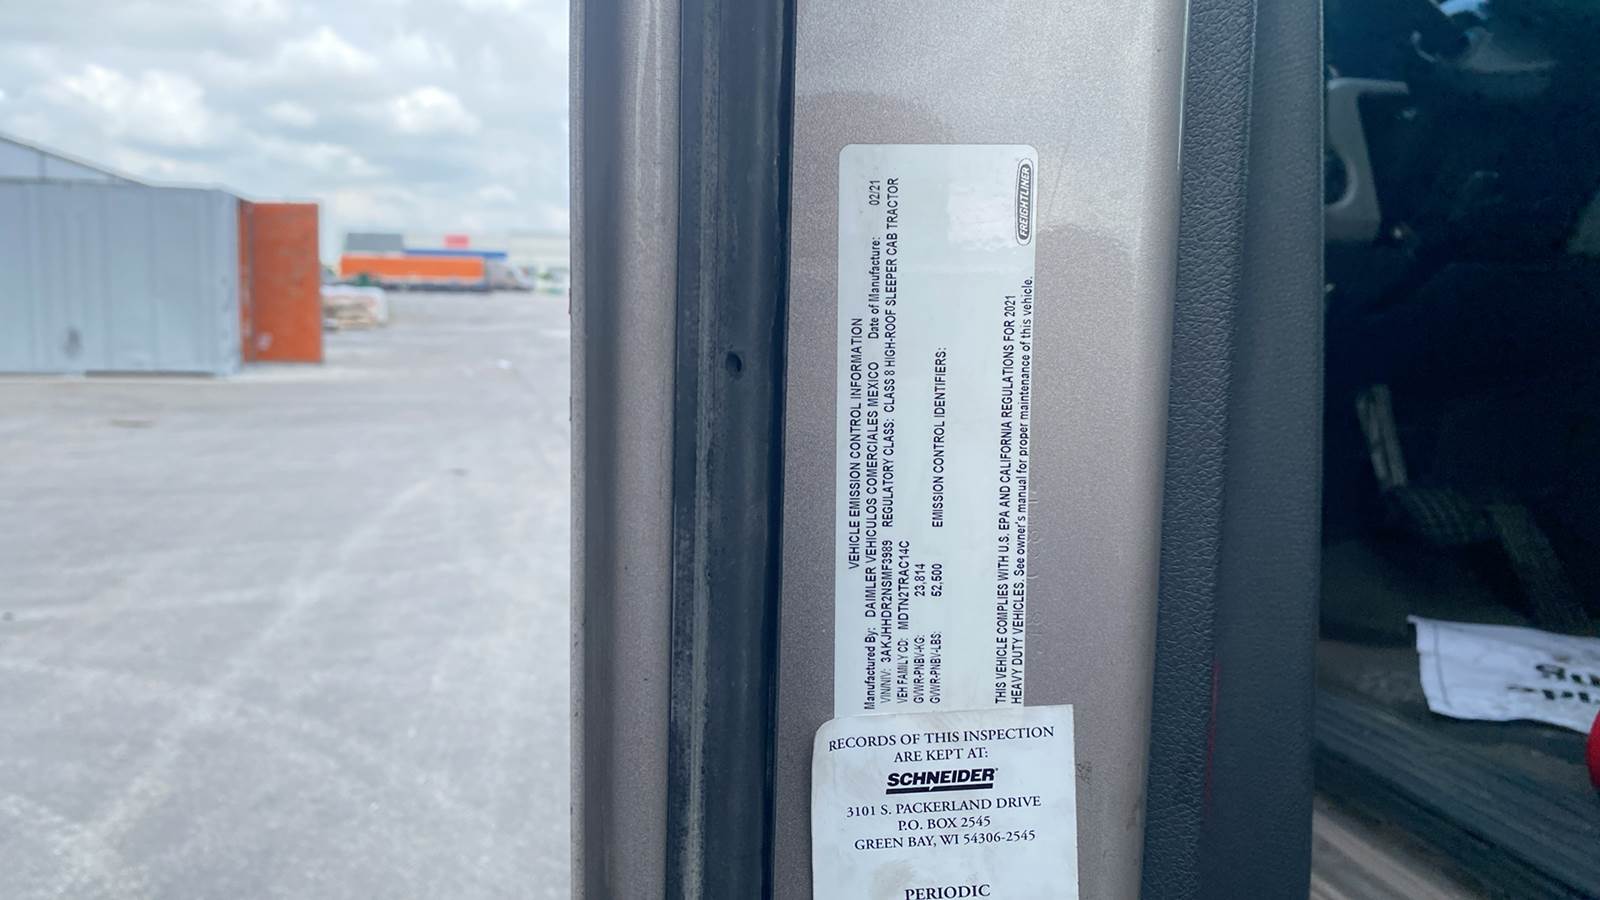 VEHICLE EMISSION CONTROL INFORMATION
Manufactured By: DAIMLER VEHICULOS COMERCIALES MEXICO Date of Manufacture: 02/21
VIN/NIV: 3AKJHHDR2NSMF3989 REGULATORY CLASS: CLASS 8 HIGH-ROOF SLEEPER CAB TRACTOR
VEH FAMILY CD: MDTN2TRAC14C
GVWR-PNBV-KG: 23,814
GVWR-PNBV-LBS: 52,500 EMISSION CONTROL IDENTIFIERS:
THIS VEHICLE COMPLIES WITH U.S. EPA AND CALIFORNIA REGULATIONS FOR 2021
HEAVY DUTY VEHICLES. See owner's manual for proper maintenance of this vehicle.
FREIGHTLINER
RECORDS OF THIS INSPECTION
ARE KEPT AT:
SCHNEIDER
3101 S. PACKERLAND DRIVE
P.O. BOX 2545
GREEN BAY, WI 54306-2545
PERIODIC